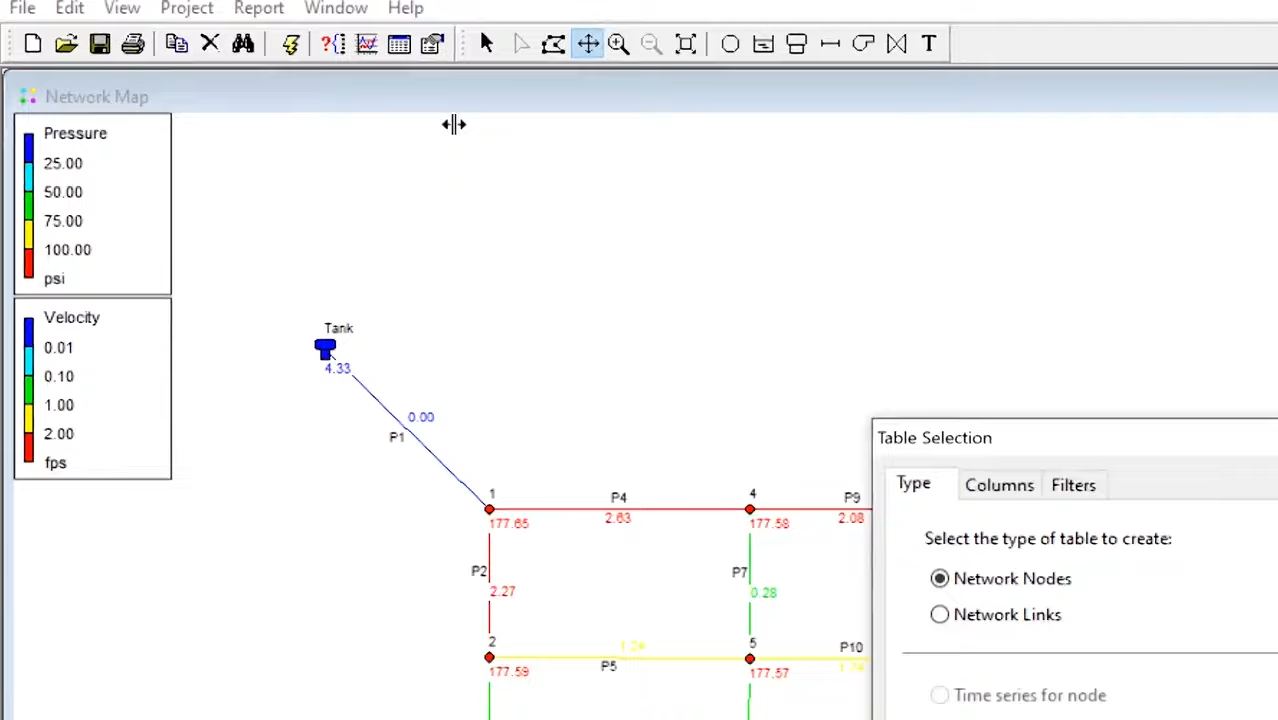 File Edit View Project Report Window Help
T
Network Map
Pressure
25.00
50.00
75.00
100.00
psi
Velocity
0.01
0.10
1.00
2.00
fps
Tank
4.33
0.00
P1
Table Selection
Type Columns Filters
Select the type of table to create:
Network Nodes
Network Links
Time series for node
1 P4 4 P9
177.65 2.63 177.58 2.08
P2 P7
2.27 0.28
2 5 P10
177.59 P5 177.57